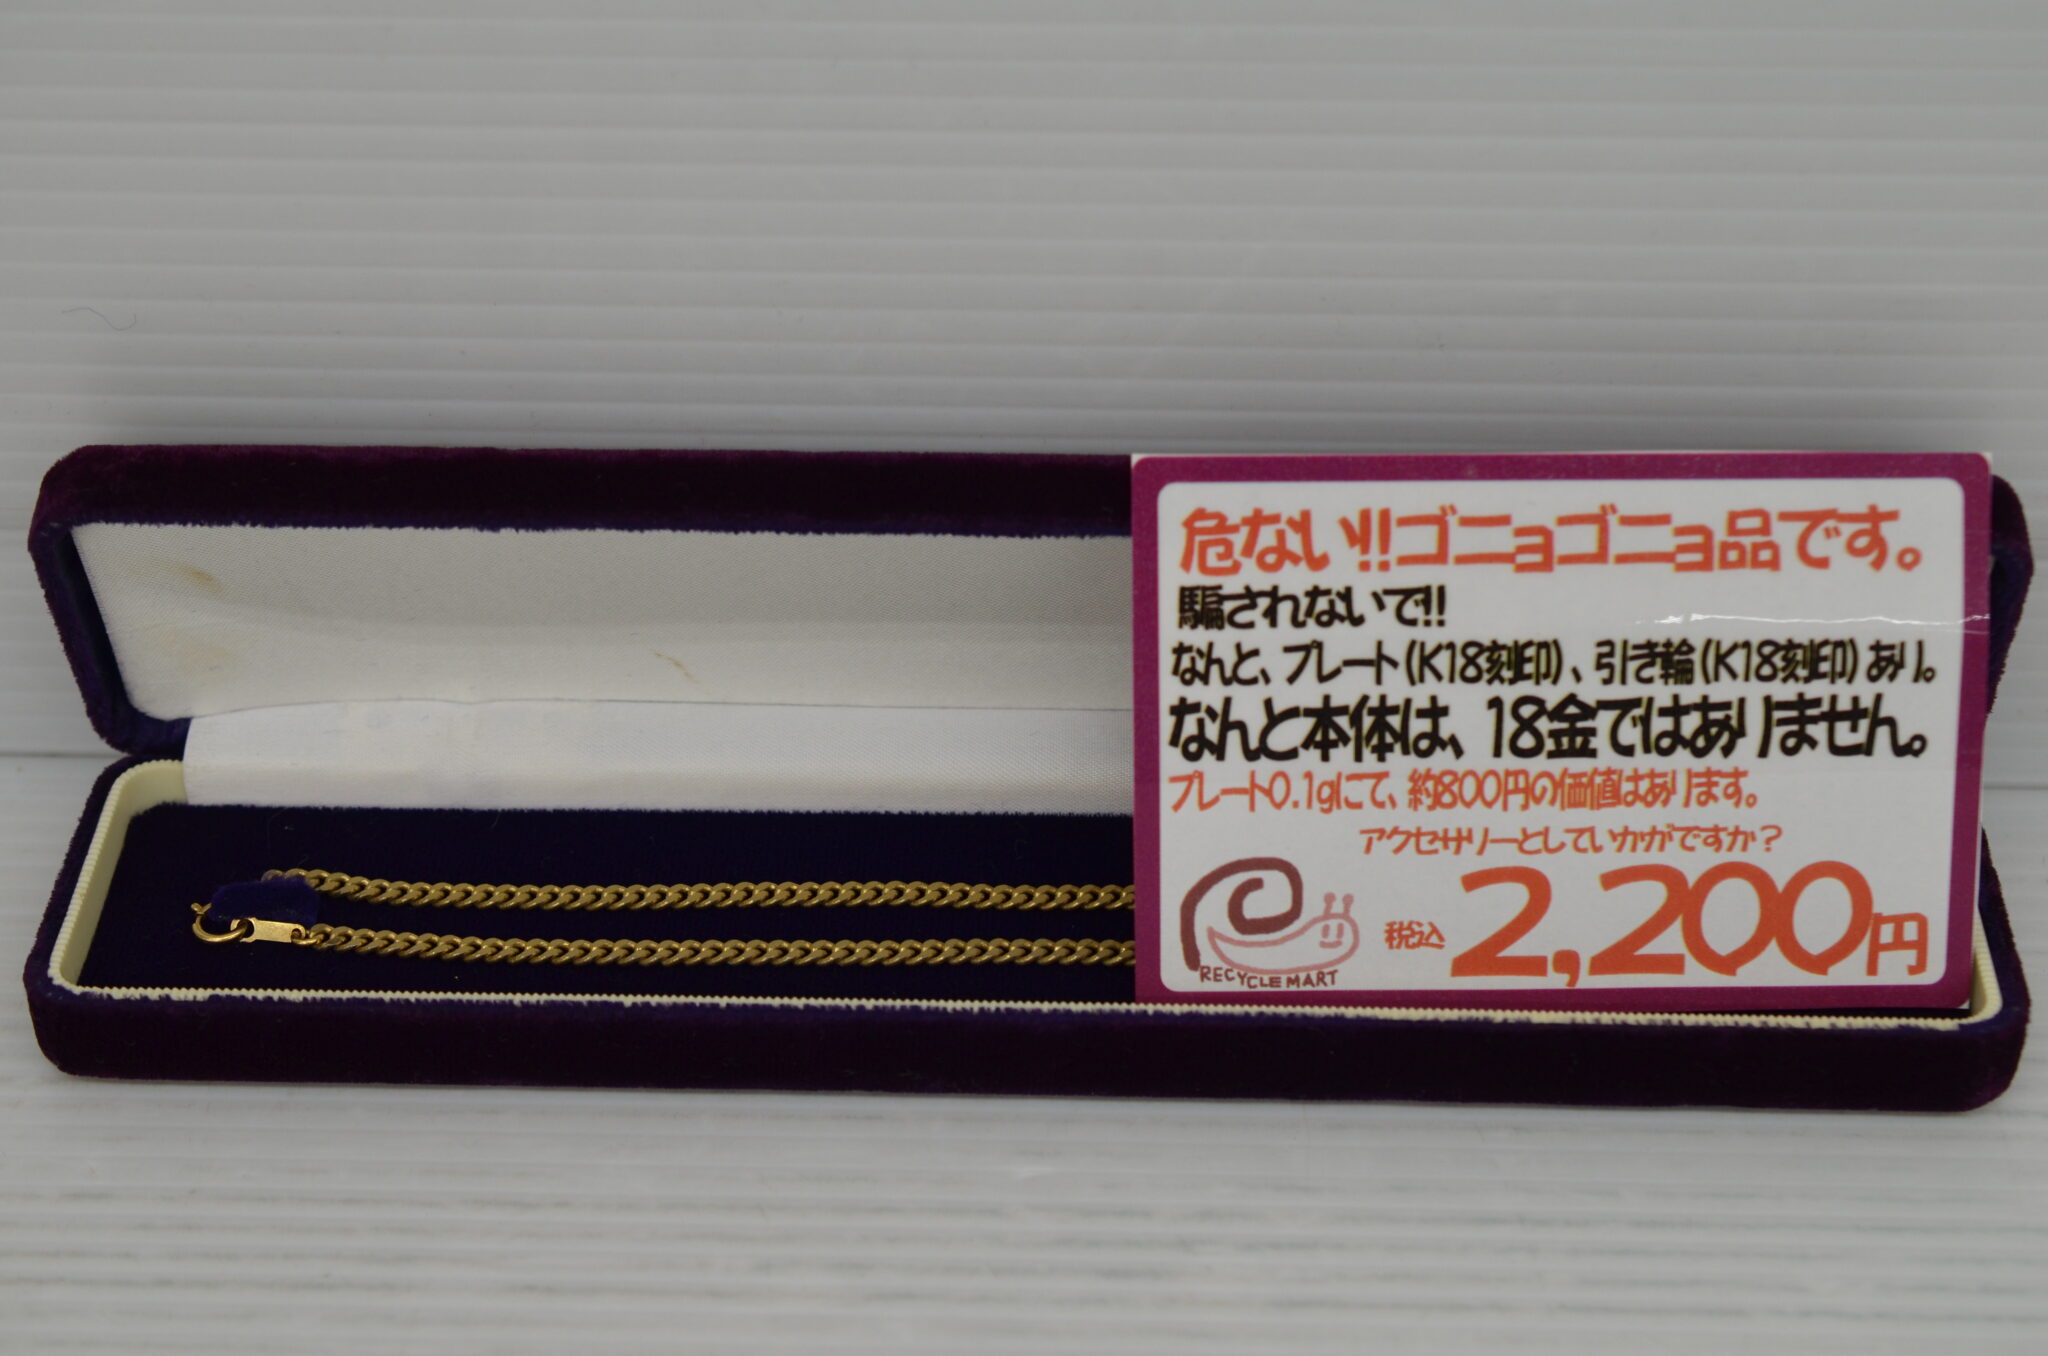 危ない!!ゴニョゴニョ品です。
騙されないで!!
なんと、プレート(K18刻印)、引き輪(K18刻印)あり。
なんと本体は、18金ではありません。
プレート0.1gにて、約800円の価値はあります。
アクセサリーとしていかがですか?
税込 2,200円
RECYCLE MART